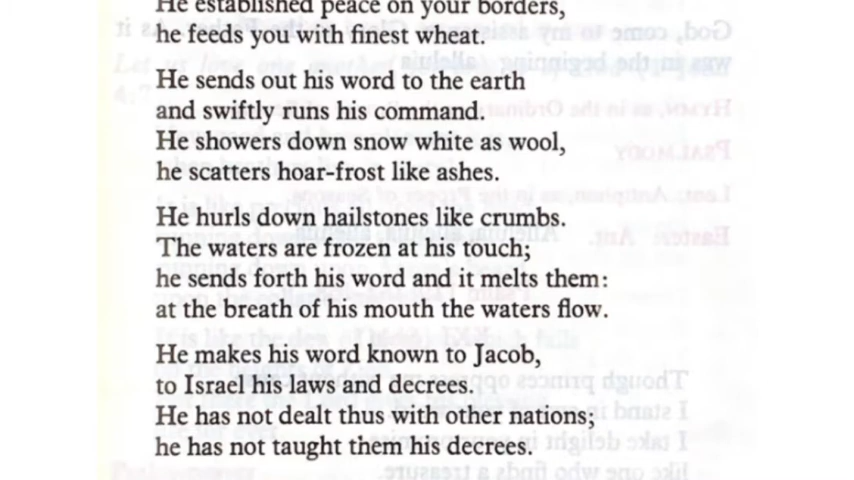 He established peace on your borders,
he feeds you with finest wheat.
He sends out his word to the earth
and swiftly runs his command.
He showers down snow white as wool,
he scatters hoar-frost like ashes.
He hurls down hailstones like crumbs.
The waters are frozen at his touch;
he sends forth his word and it melts them:
at the breath of his mouth the waters flow.
He makes his word known to Jacob,
to Israel his laws and decrees.
He has not dealt thus with other nations;
he has not taught them his decrees.